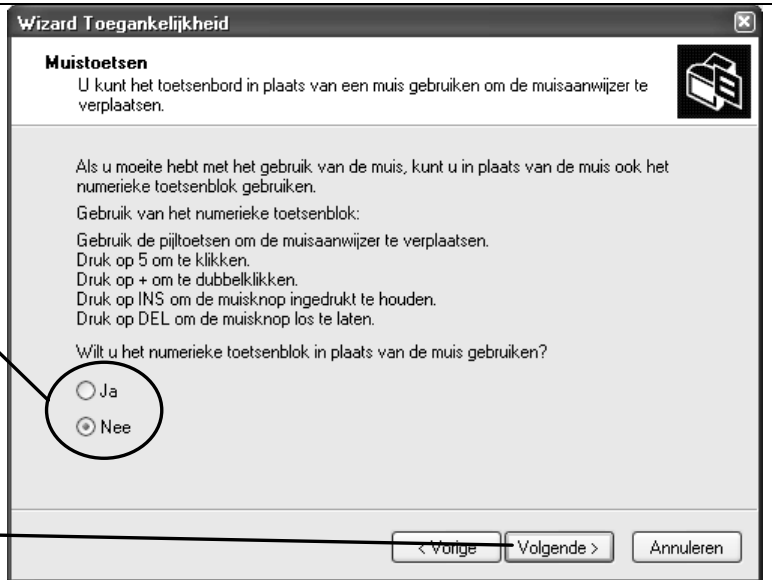 Wizard Toegankelijkheid
Muistoetsen
U kunt het toetsenbord in plaats van een muis gebruiken om de muisaanwijzer te
verplaatsen.
Als u moeite hebt met het gebruik van de muis, kunt u in plaats van de muis ook het
numerieke toetsenblok gebruiken.
Gebruik van het numerieke toetsenblok:
Gebruik de pijltoetsen om de muisaanwijzer te verplaatsen.
Druk op 5 om te klikken.
Druk op + om te dubbelklikken.
Druk op INS om de muisknop ingedrukt te houden.
Druk op DEL om de muisknop los te laten.
Wilt u het numerieke toetsenblok in plaats van de muis gebruiken?
Ja
Nee
< Vorige Volgende > Annuleren